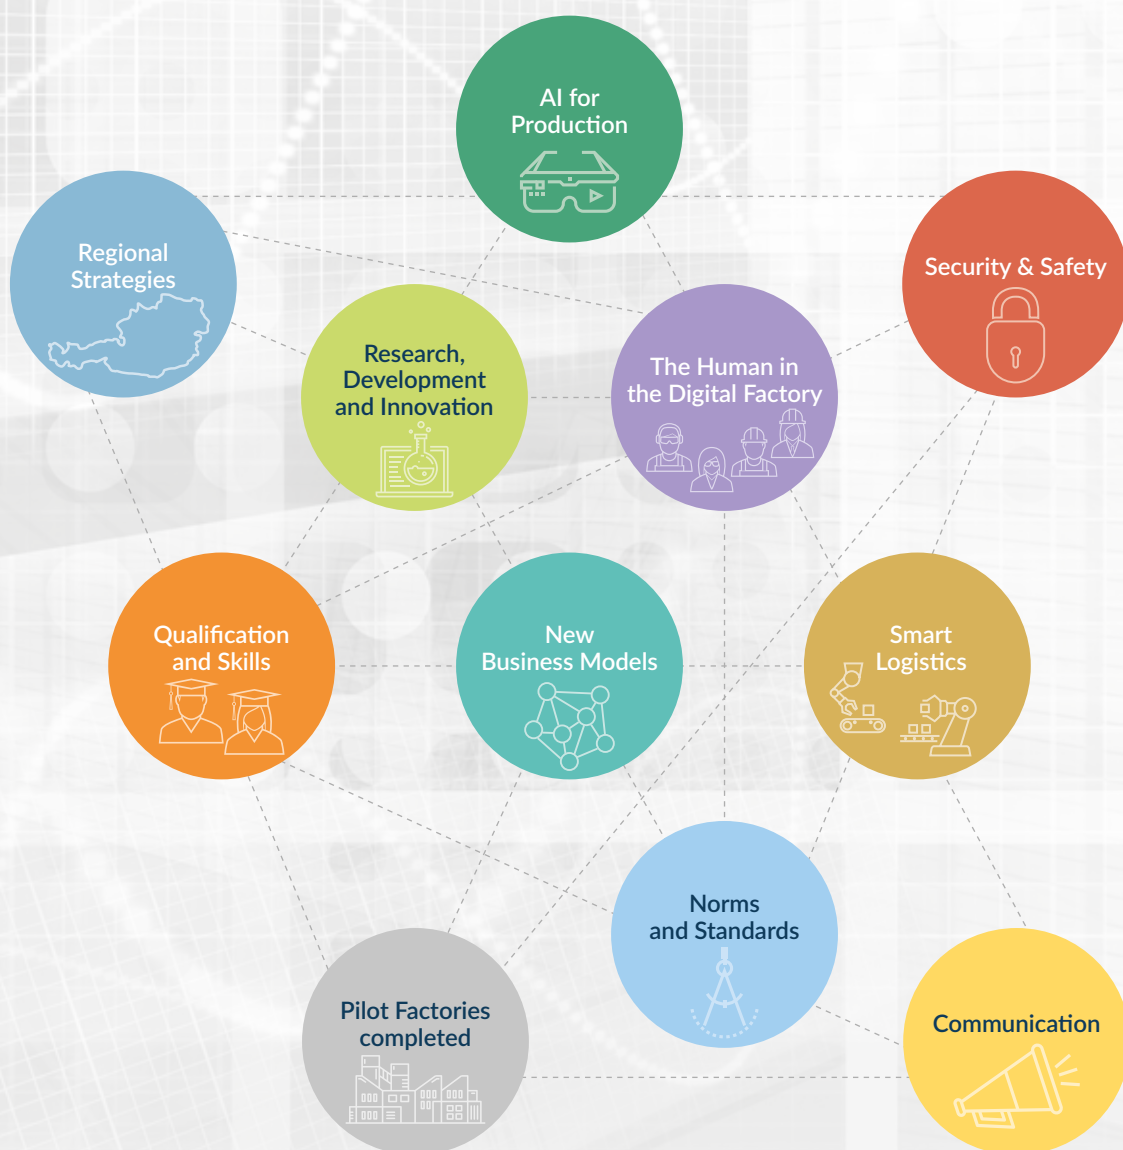 AI for
Production
Regional
Strategies
Security & Safety
Research,
Development
and Innovation
The Human in
the Digital Factory
Qualification
and Skills
New
Business Models
Smart
Logistics
Norms
and Standards
Pilot Factories
completed
Communication